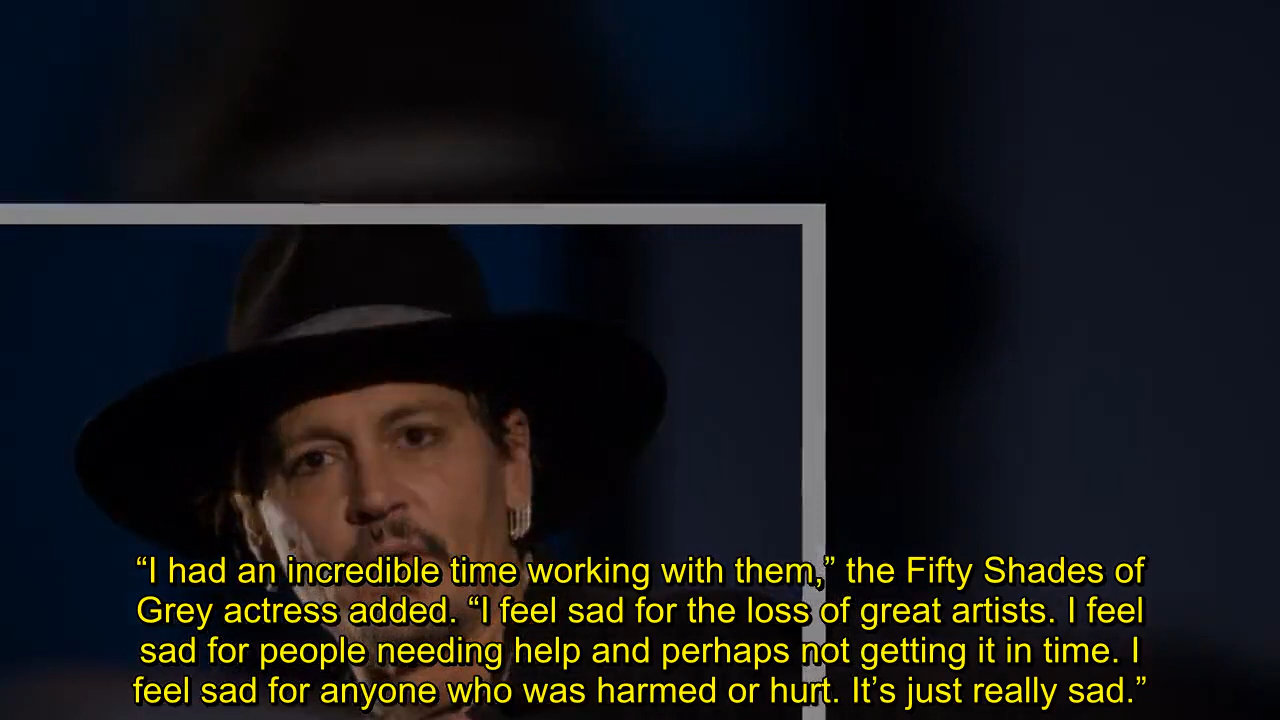 “I had an incredible time working with them,” the Fifty Shades of
Grey actress added. “I feel sad for the loss of great artists. I feel
sad for people needing help and perhaps not getting it in time. I
feel sad for anyone who was harmed or hurt. It’s just really sad.”